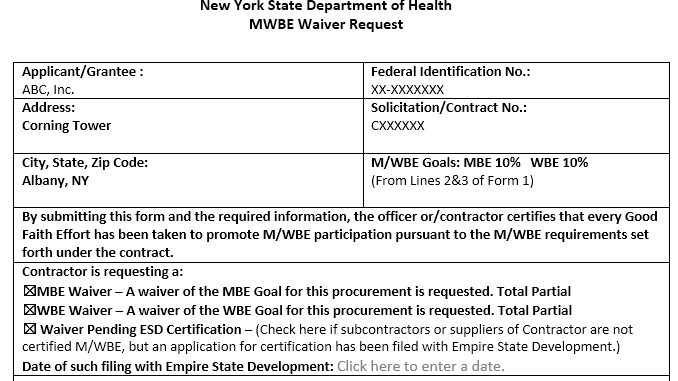 New York State Department of Health
MWBE Waiver Request
Applicant/Grantee :
ABC, Inc.
Federal Identification No.:
XX-XXXXXXX
Address:
Corning Tower
Solicitation/Contract No.:
CXXXXXX
City, State, Zip Code:
Albany, NY
M/WBE Goals: MBE 10% WBE 10%
(From Lines 2&3 of Form 1)
By submitting this form and the required information, the officer or/contractor certifies that every Good
Faith Effort has been taken to promote M/WBE participation pursuant to the M/WBE requirements set
forth under the contract.
Contractor is requesting a:
☒MBE Waiver – A waiver of the MBE Goal for this procurement is requested. Total Partial
☒WBE Waiver – A waiver of the WBE Goal for this procurement is requested. Total Partial
☒ Waiver Pending ESD Certification – (Check here if subcontractors or suppliers of Contractor are not
certified M/WBE, but an application for certification has been filed with Empire State Development.)
Date of such filing with Empire State Development: Click here to enter a date.